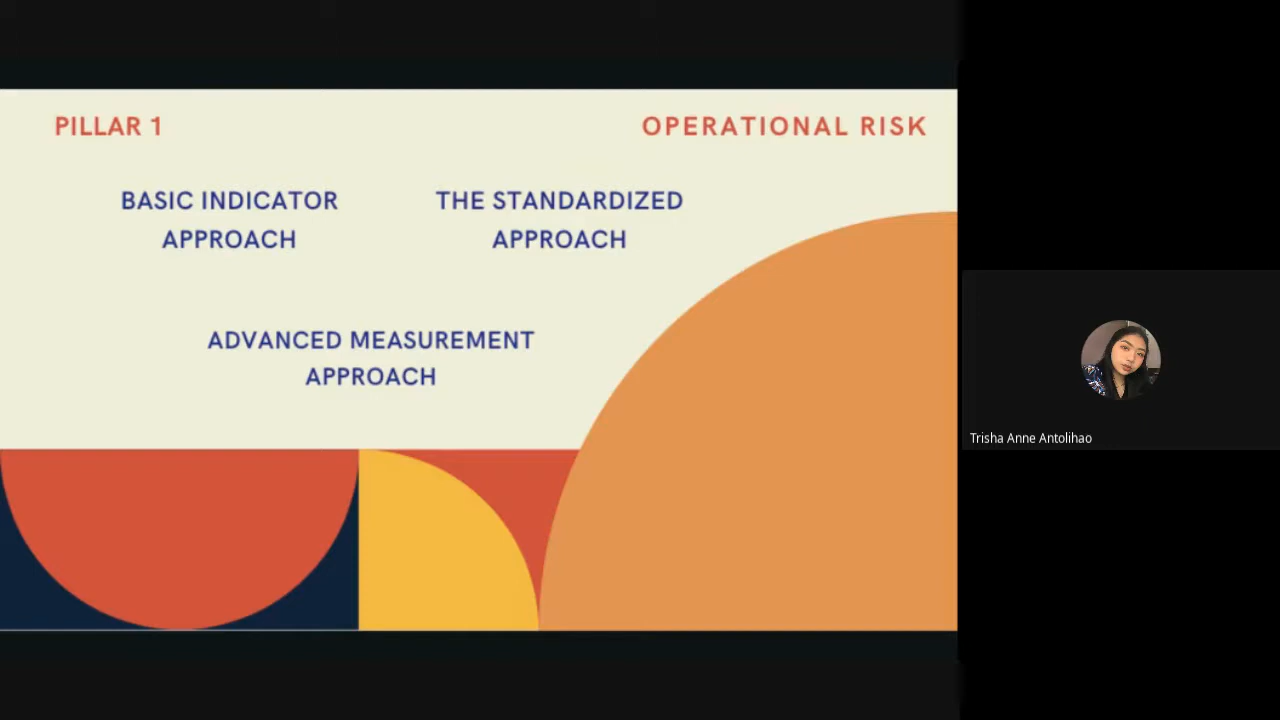 PILLAR 1
OPERATIONAL RISK
BASIC INDICATOR
APPROACH
THE STANDARDIZED
APPROACH
ADVANCED MEASUREMENT
APPROACH
Trisha Anne Antolihao